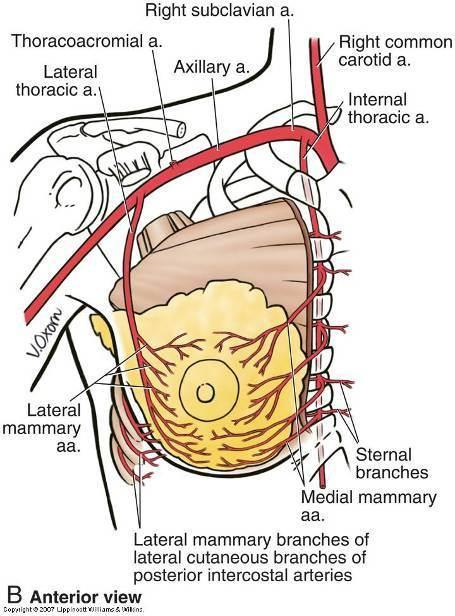 Right subclavian a.
Thoracoacromial a.
Right common
carotid a.
Lateral
thoracic a.
Axillary a.
Internal
thoracic a.
V.Oxorn
Lateral
mammary
aa.
Sternal
branches
Medial mammary
aa.
Lateral mammary branches of
lateral cutaneous branches of
posterior intercostal arteries
B Anterior view
Copyright © 2007 Lippincott Williams & Wilkins.